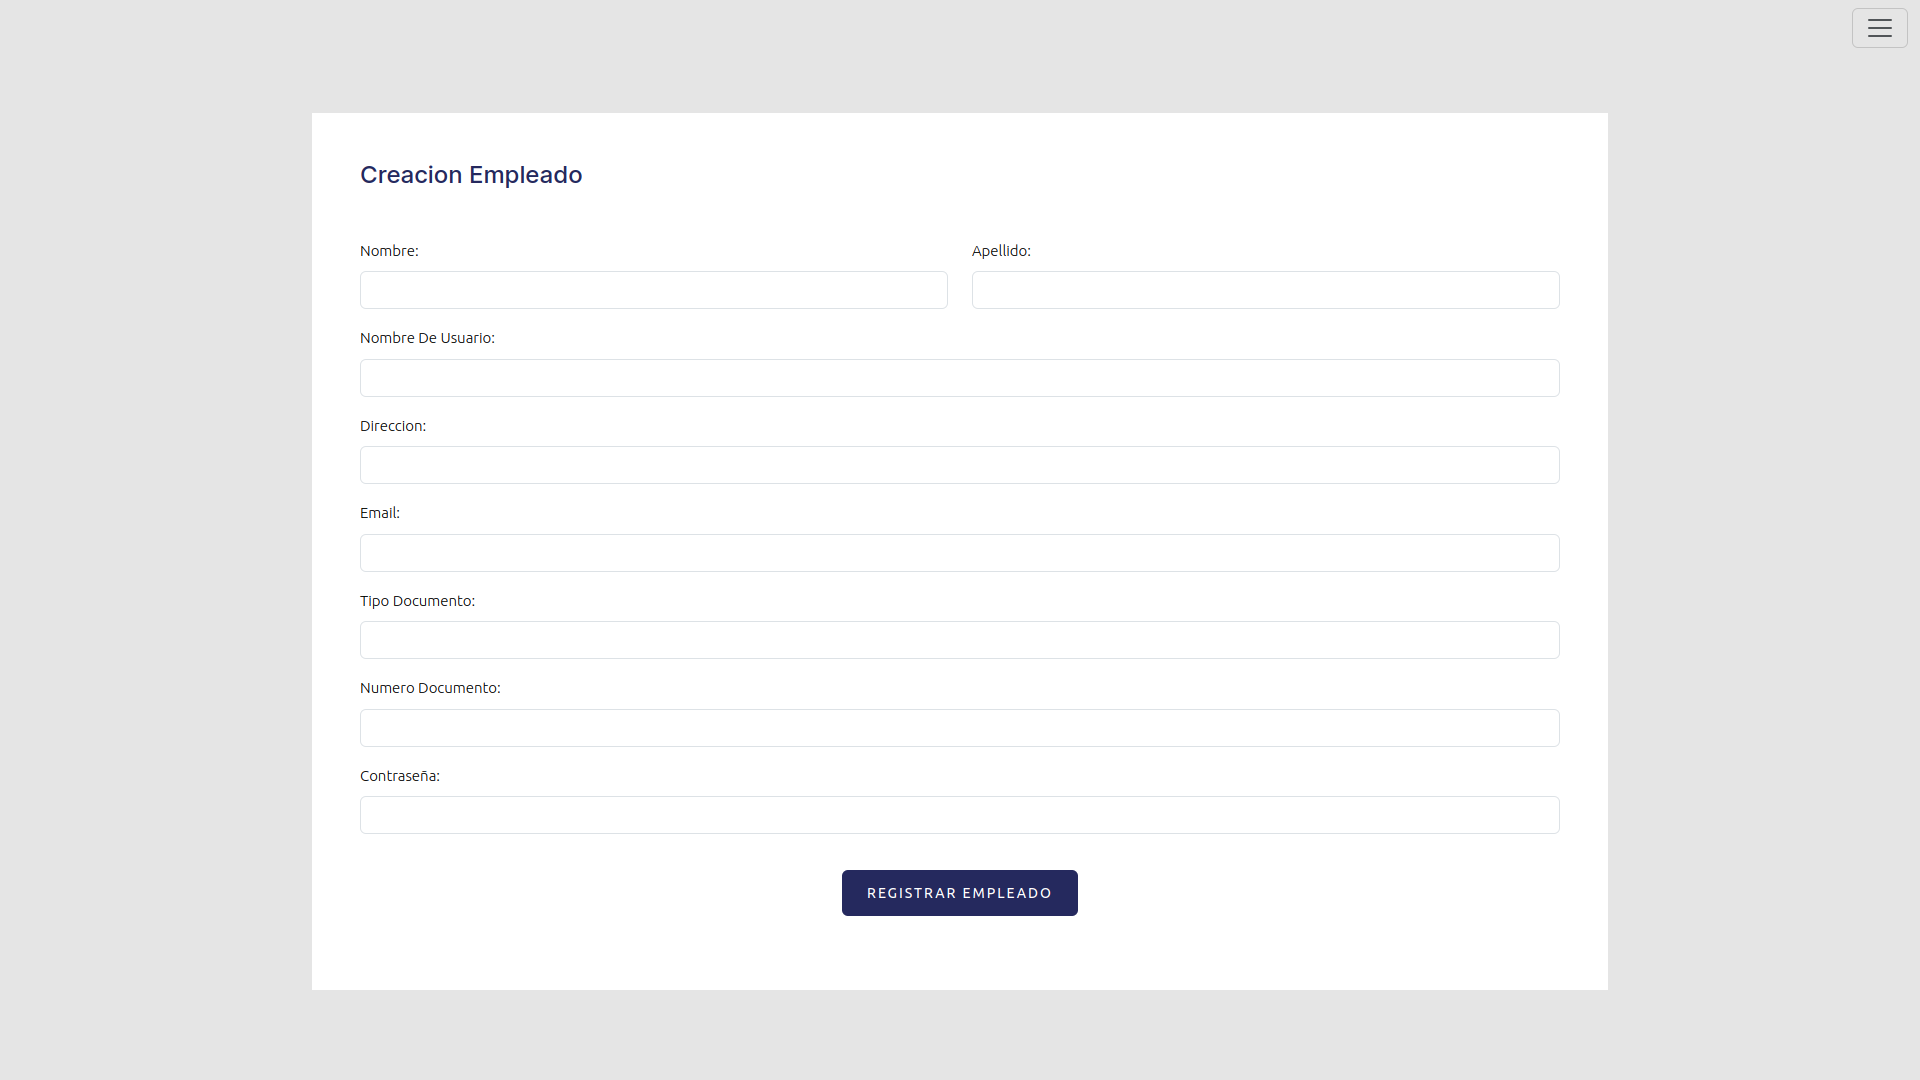 Creacion Empleado
Nombre:
Apellido:
Nombre De Usuario:
Direccion:
Email:
Tipo Documento:
Numero Documento:
Contraseña:
REGISTRAR EMPLEADO